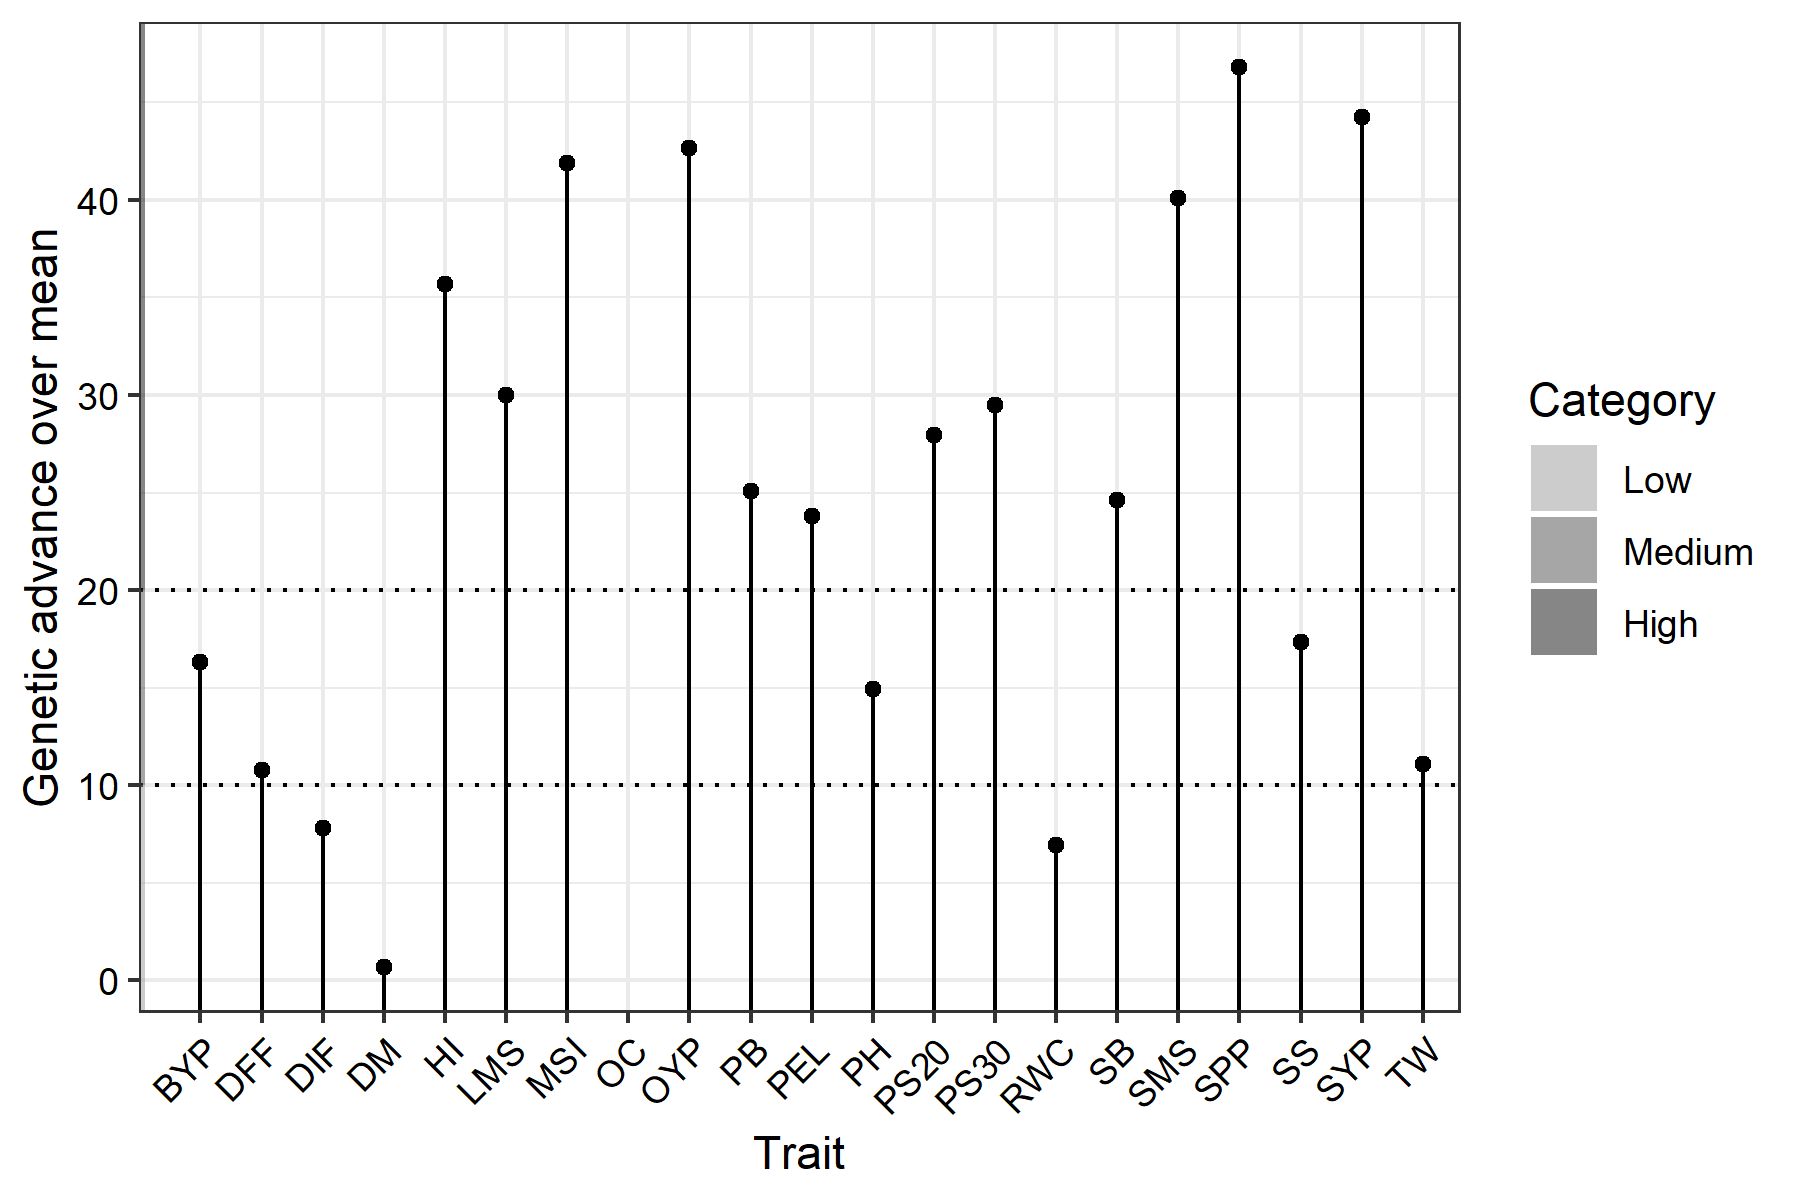 Genetic advance over mean
40
30
20
10
0
BYP
DFF
DIF
DM
HI
LMS
MSI
OC
OYP
PB
PEL
PH
PS20
PS30
RWC
SB
SMS
SPP
SS
SYP
TW
Trait
Category
Low
Medium
High